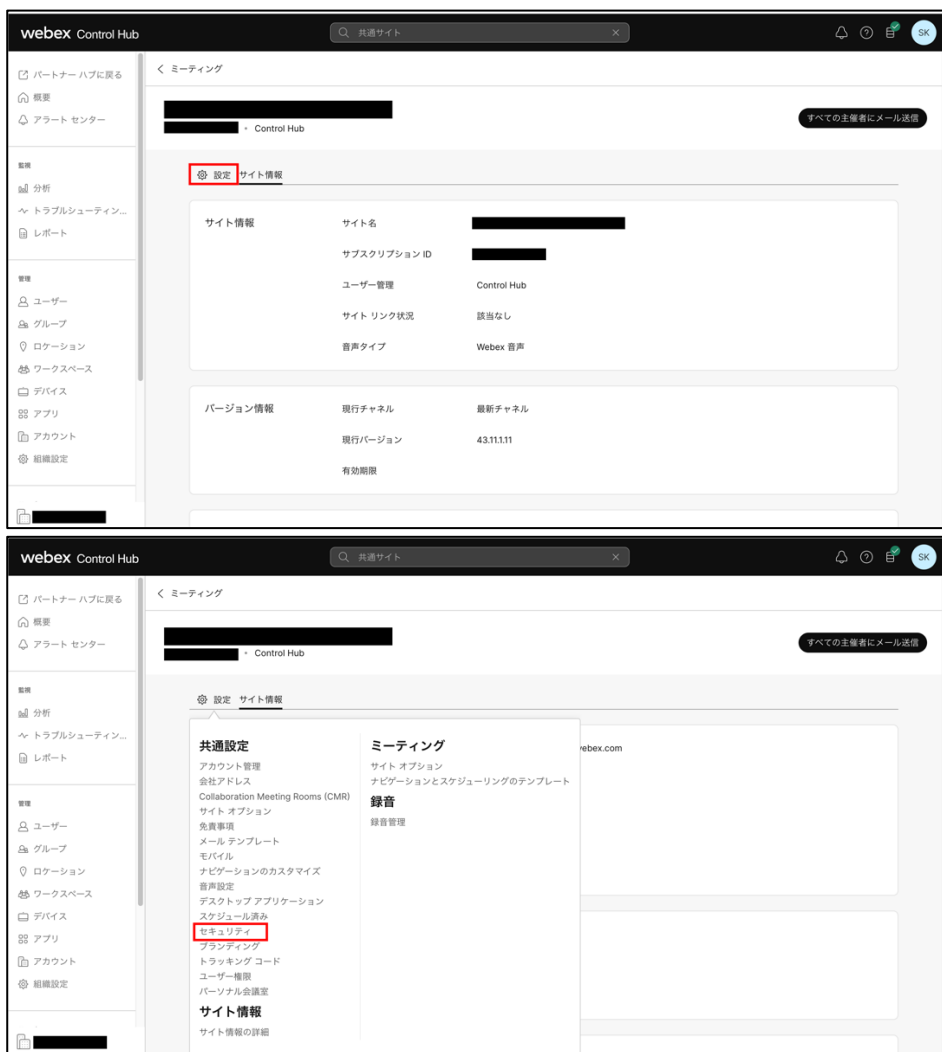 webex Control Hub
共通サイト
SK
パートナー ハブに戻る
概要
アラート センター
監視
分析
トラブルシューティン...
レポート
管理
ユーザー
グループ
ロケーション
ワークスペース
デバイス
アプリ
アカウント
組織設定
ミーティング
Control Hub
すべての主催者にメール送信
設定 サイト情報
サイト情報
サイト名
サブスクリプション ID
ユーザー管理 Control Hub
サイト リンク状況 該当なし
音声タイプ Webex 音声
バージョン情報
現行チャネル 最新チャネル
現行バージョン 43.11.1.11
有効期限
webex Control Hub
共通サイト
SK
パートナー ハブに戻る
概要
アラート センター
監視
分析
トラブルシューティン...
レポート
管理
ユーザー
グループ
ロケーション
ワークスペース
デバイス
アプリ
アカウント
組織設定
ミーティング
Control Hub
すべての主催者にメール送信
設定 サイト情報
共通設定
アカウント管理
会社アドレス
Collaboration Meeting Rooms (CMR)
サイト オプション
免責事項
メール テンプレート
モバイル
ナビゲーションのカスタマイズ
音声設定
デスクトップ アプリケーション
スケジュール済み
セキュリティ
ブランディング
トラッキング コード
ユーザー権限
パーソナル会議室
サイト情報
サイト情報の詳細
ミーティング
サイト オプション
ナビゲーションとスケジューリングのテンプレート
録音
録音管理
vebex.com